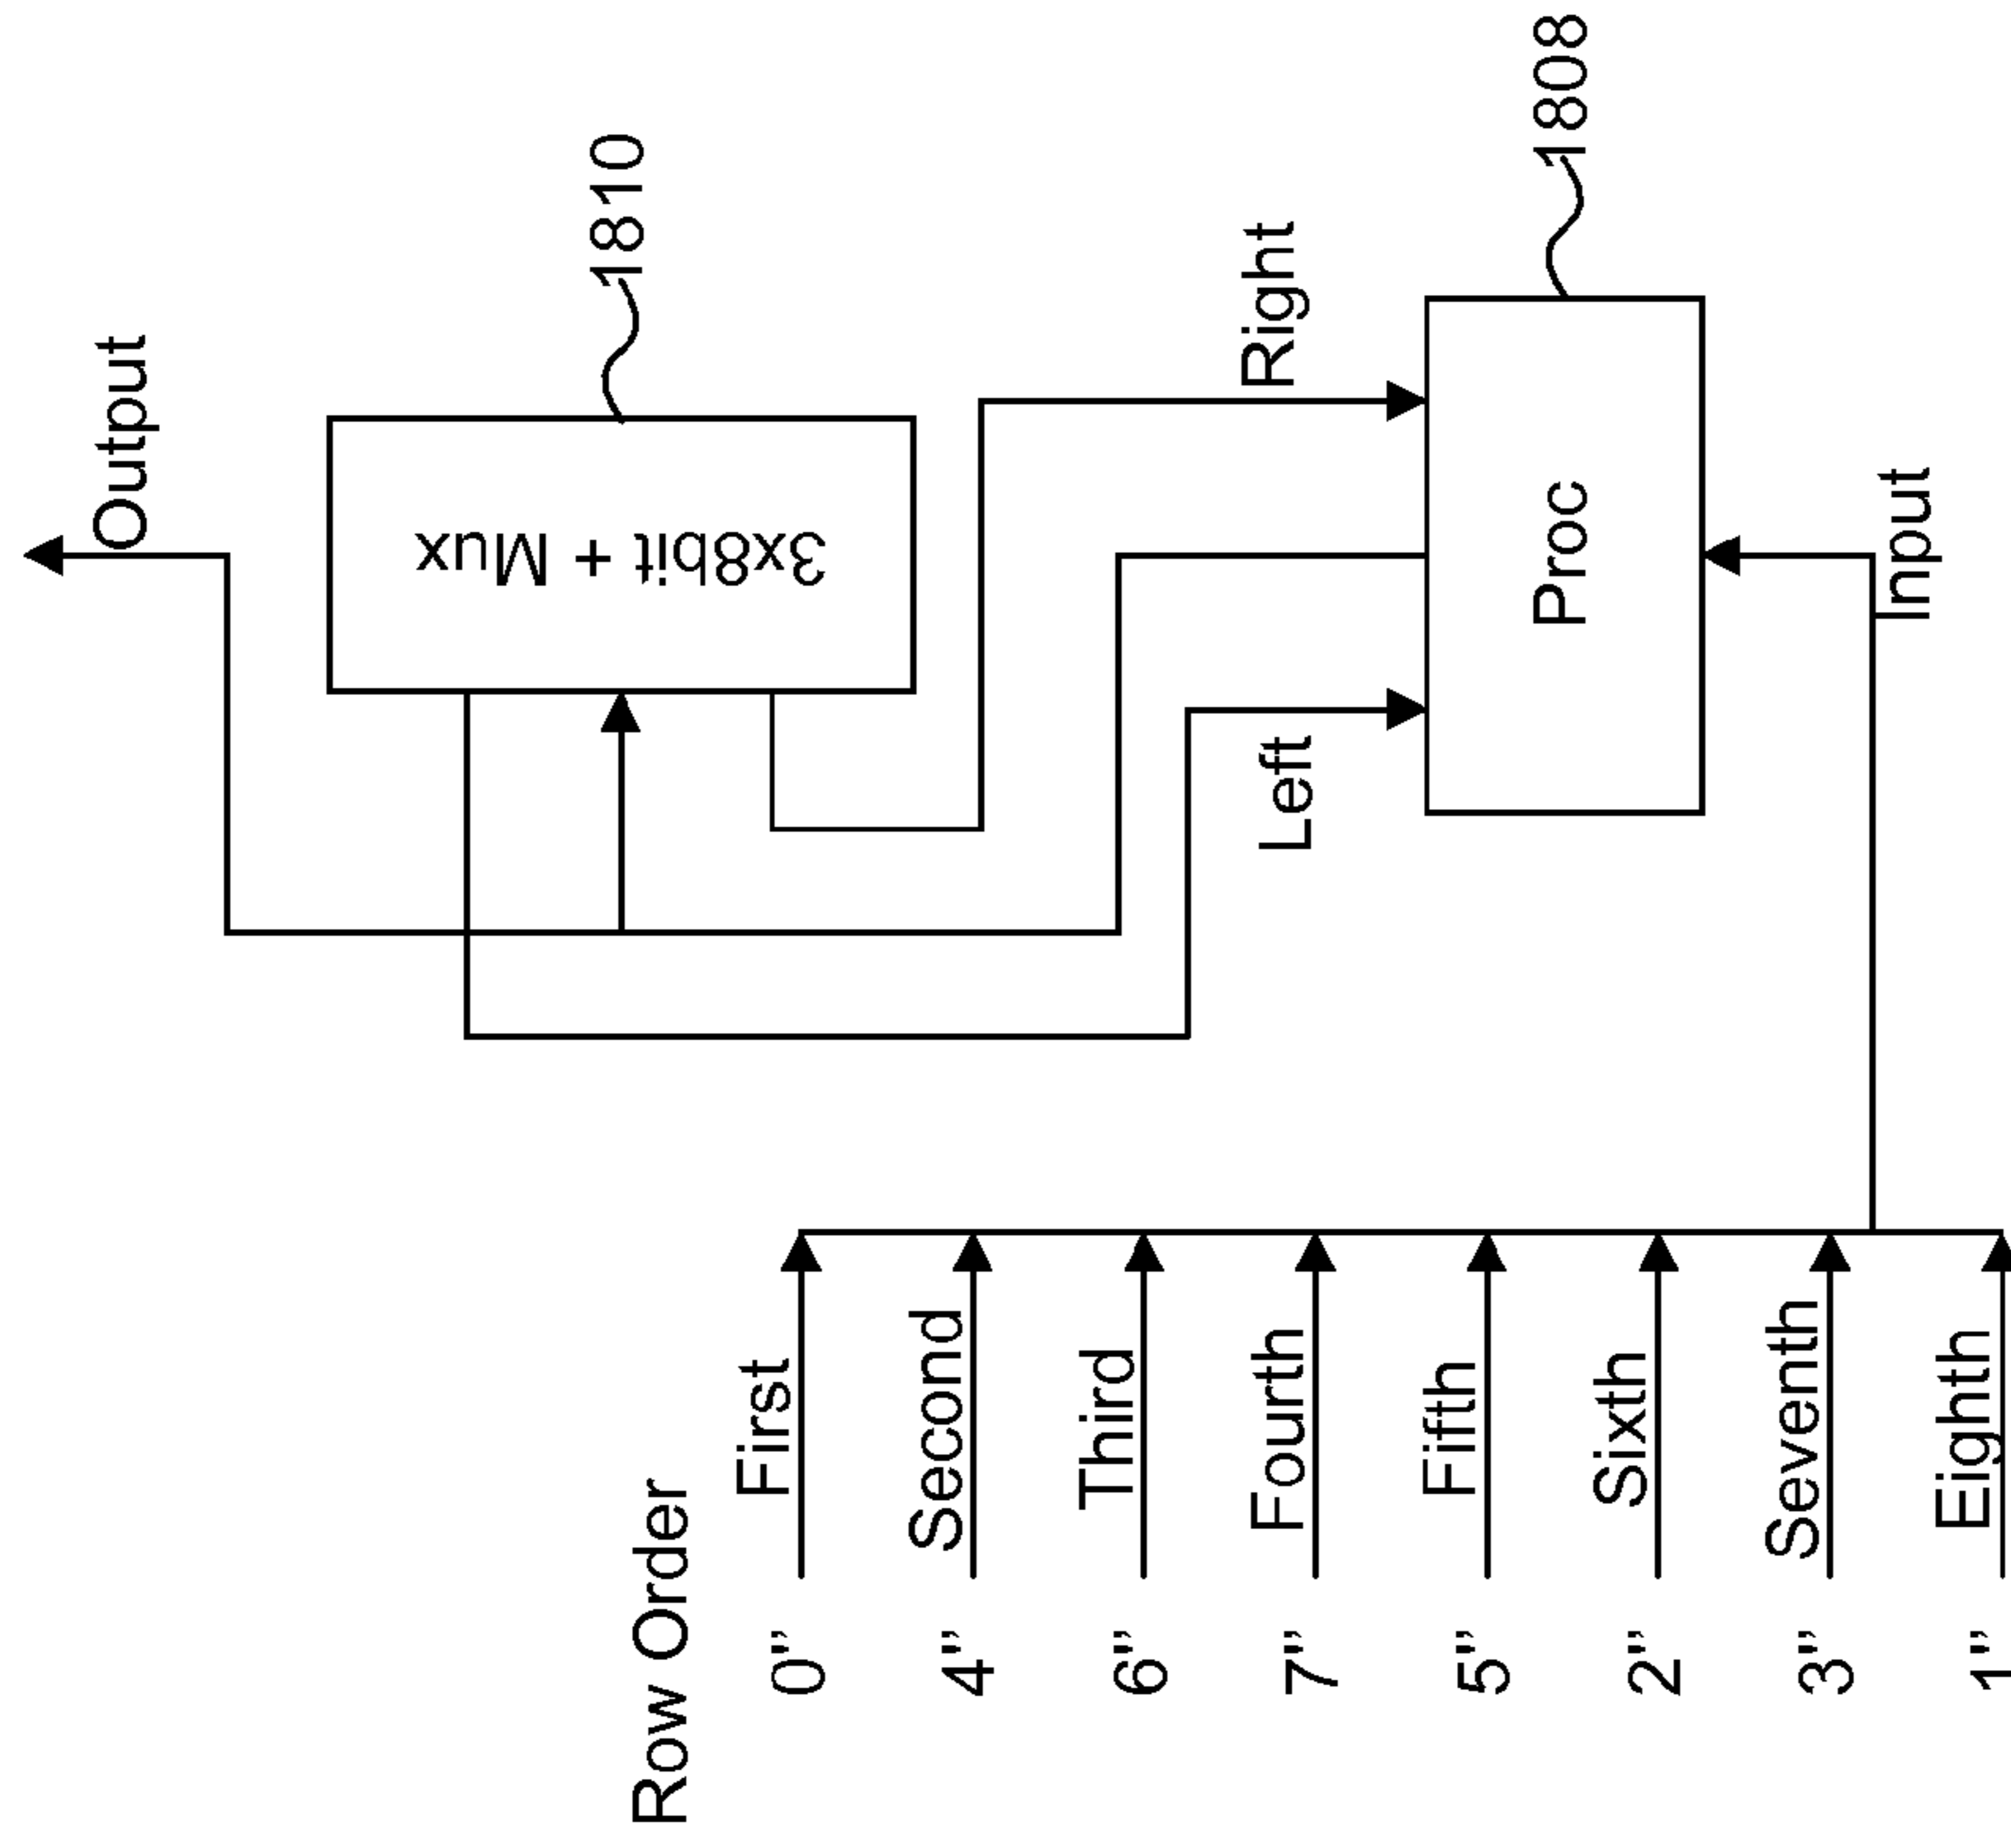 Output
3x8bit + Mux
1810
Left
Right
Proc
1808
Input
Row Order
0” First
4” Second
6” Third
7” Fourth
5” Fifth
2” Sixth
3” Seventh
1” Eighth